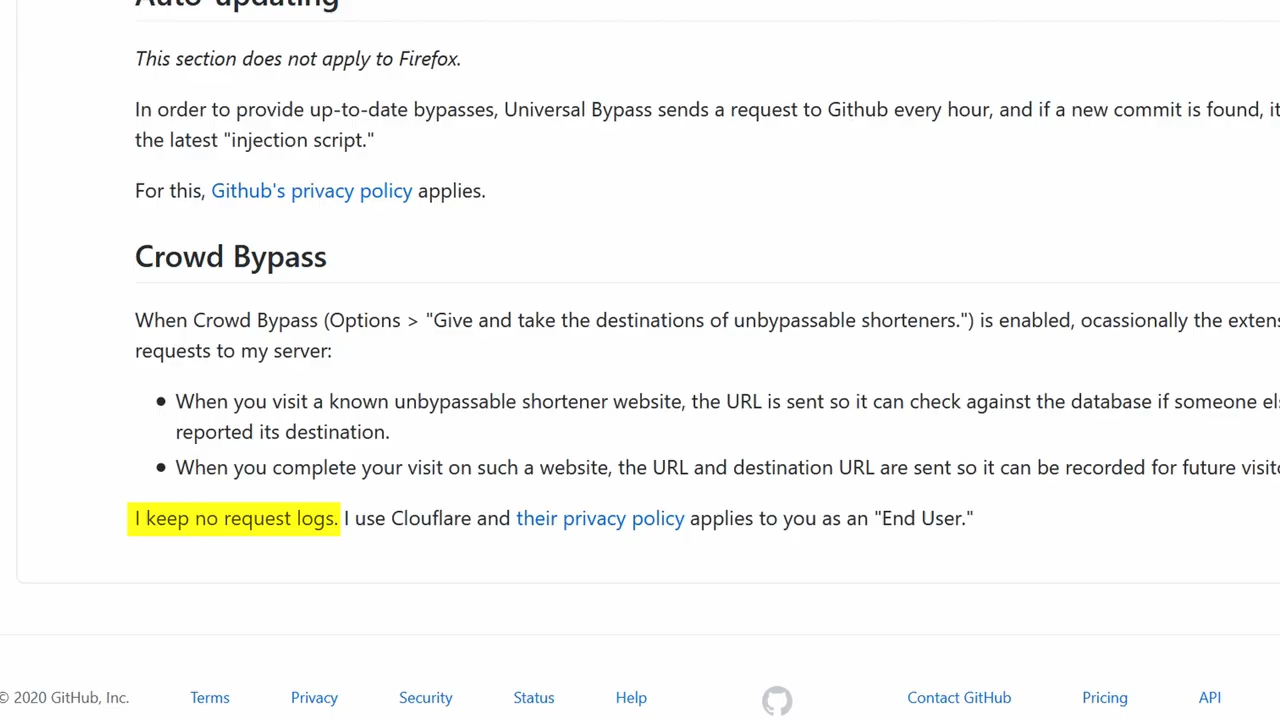 Auto-updating
This section does not apply to Firefox.
In order to provide up-to-date bypasses, Universal Bypass sends a request to Github every hour, and if a new commit is found, it
the latest "injection script."
For this, Github's privacy policy applies.
Crowd Bypass
When Crowd Bypass (Options > "Give and take the destinations of unbypassable shorteners.") is enabled, ocassionally the extens
requests to my server:
• When you visit a known unbypassable shortener website, the URL is sent so it can check against the database if someone els
reported its destination.
• When you complete your visit on such a website, the URL and destination URL are sent so it can be recorded for future visito
I keep no request logs. I use Clouflare and their privacy policy applies to you as an "End User."
© 2020 GitHub, Inc. Terms Privacy Security Status Help Contact GitHub Pricing API